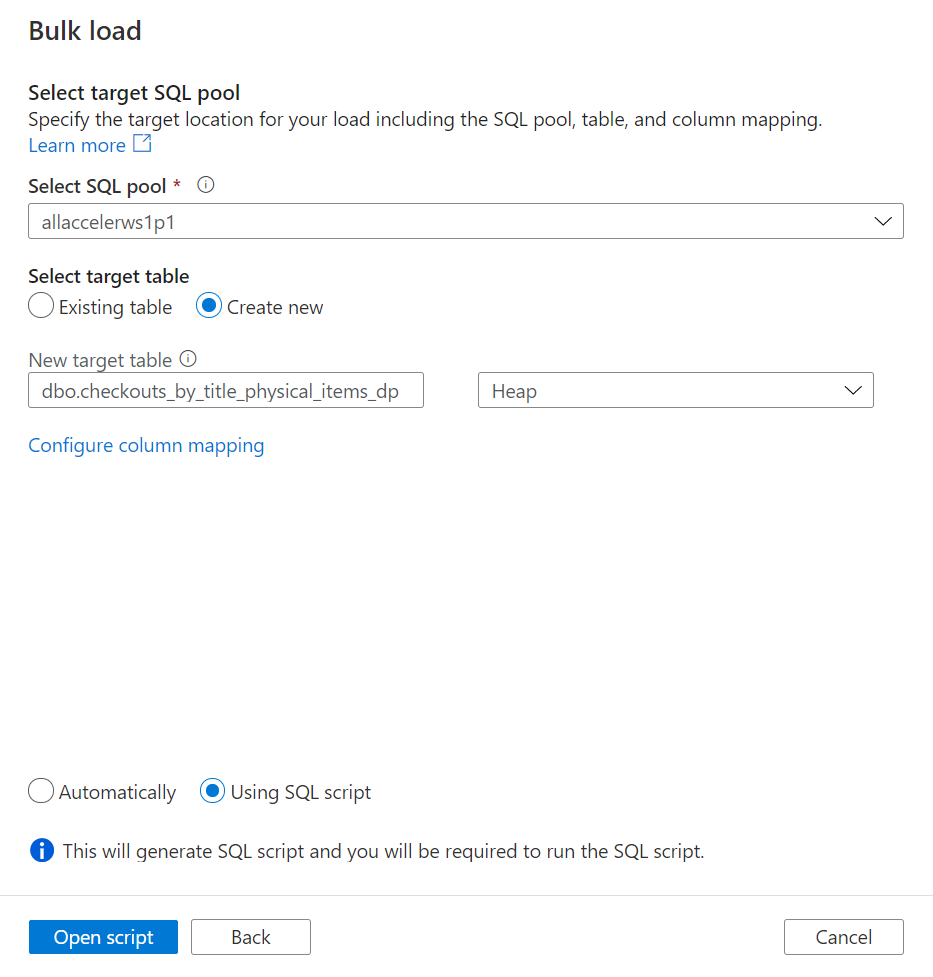 Bulk load
Select target SQL pool
Specify the target location for your load including the SQL pool, table, and column mapping.
Learn more
Select SQL pool *
allaccelerws1p1
Select target table
Existing table Create new
New target table
dbo.checkouts_by_title_physical_items_dp Heap
Configure column mapping
Automatically Using SQL script
This will generate SQL script and you will be required to run the SQL script.
Open script Back Cancel